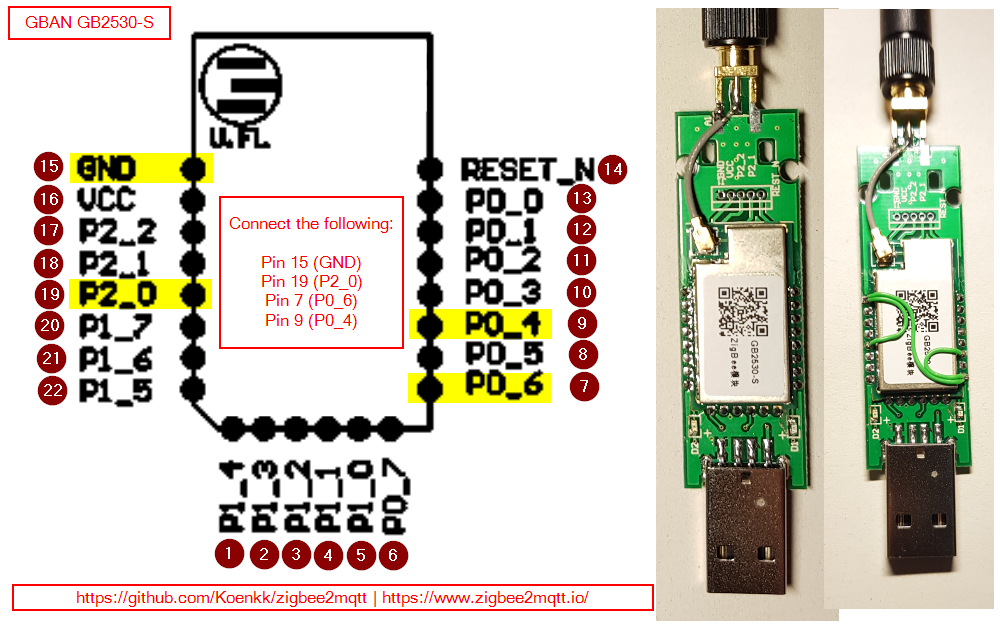 GBAN GB2530-S
U.FL
15 GND
16 VCC
17 P2_2
18 P2_1
19 P2_0
20 P1_7
21 P1_6
22 P1_5
Connect the following:
Pin 15 (GND)
Pin 19 (P2_0)
Pin 7 (P0_6)
Pin 9 (P0_4)
RESET_N 14
P0_0 13
P0_1 12
P0_2 11
P0_3 10
P0_4 9
P0_5 8
P0_6 7
P1_4
P1_3
P1_2
P1_1
P1_0
P0_7
1 2 3 4 5 6
https://github.com/Koenkk/zigbee2mqtt | https://www.zigbee2mqtt.io/
A1
GND
VCC
P2_2
P2_1
REST_N
GB2530-S
ZigBee模块
D2
D1
GND
VCC
P2_2
P2_1
REST_N
D2
D1